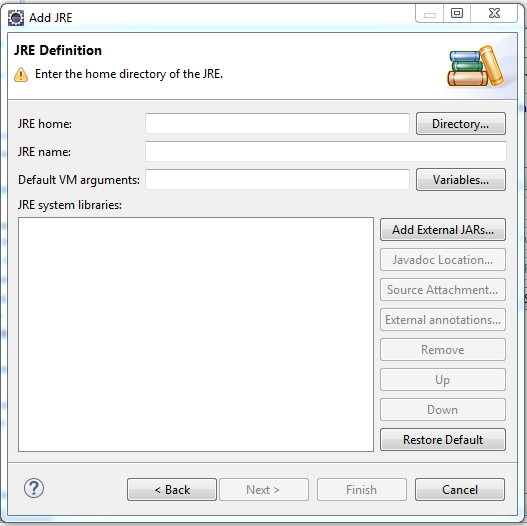 Add JRE
JRE Definition
Enter the home directory of the JRE.
JRE home:
Directory...
JRE name:
Default VM arguments:
Variables...
JRE system libraries:
Add External JARs...
Javadoc Location...
Source Attachment...
External annotations...
Remove
Up
Down
Restore Default
?
< Back
Next >
Finish
Cancel